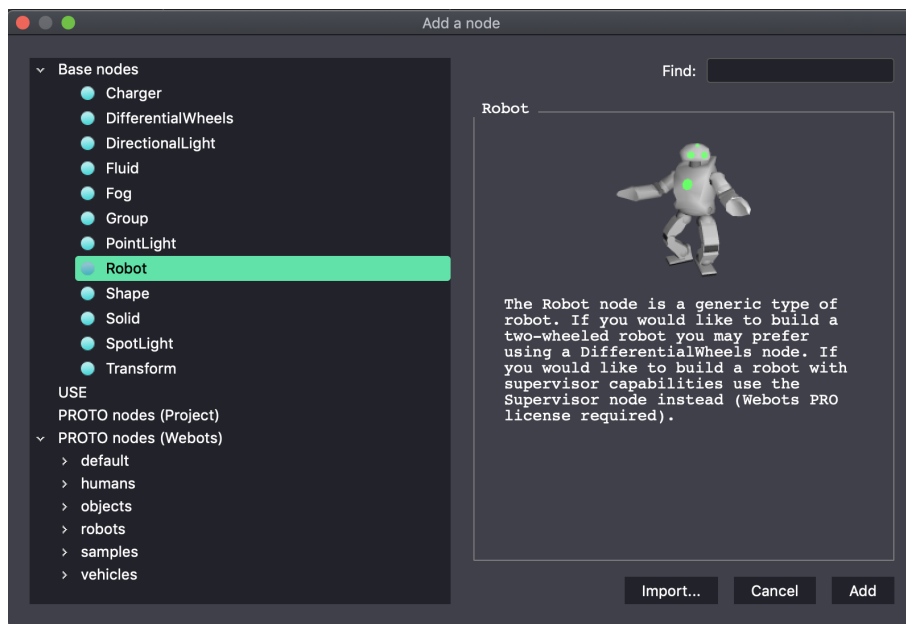 Add a node
Base nodes
Charger
DifferentialWheels
DirectionalLight
Fluid
Fog
Group
PointLight
Robot
Shape
Solid
SpotLight
Transform
USE
PROTO nodes (Project)
PROTO nodes (Webots)
default
humans
objects
robots
samples
vehicles
Find:
Robot
The Robot node is a generic type of
robot. If you would like to build a
two-wheeled robot you may prefer
using a DifferentialWheels node. If
you would like to build a robot with
supervisor capabilities use the
Supervisor node instead (Webots PRO
license required).
Import...
Cancel
Add